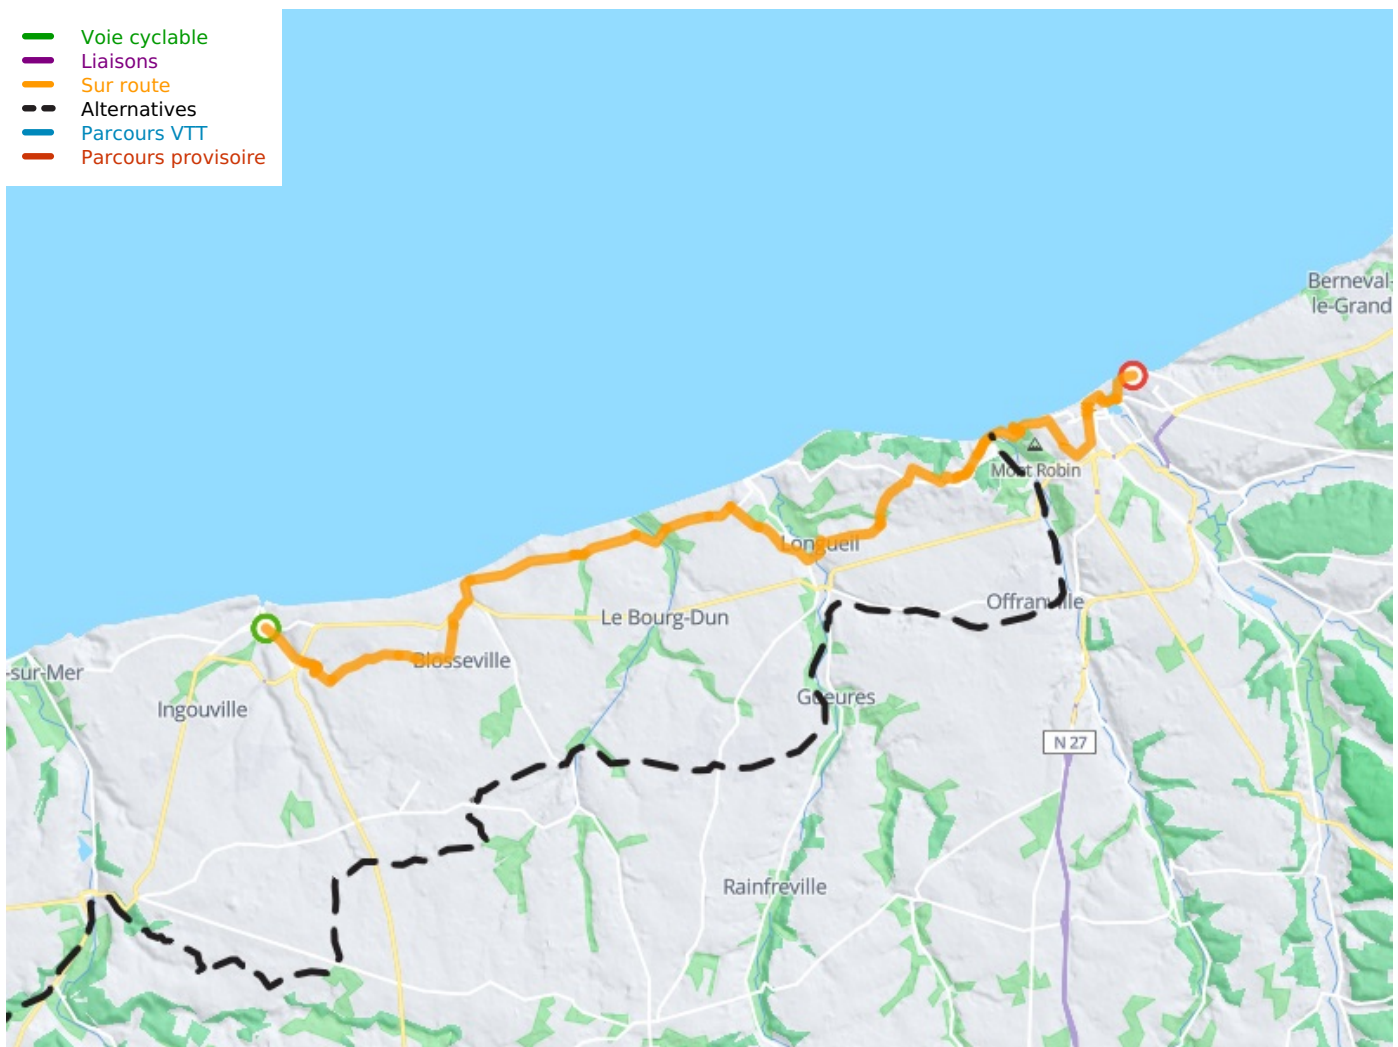 Voie cyclable
Liaisons
Sur route
Alternatives
Parcours VTT
Parcours provisoire
Berneval-
le-Grand
Mont Robin
Longueil
Offranville
Le Bourg-Dun
Blosseville
-sur-Mer
Ingouville
Gueures
N 27
Rainfreville